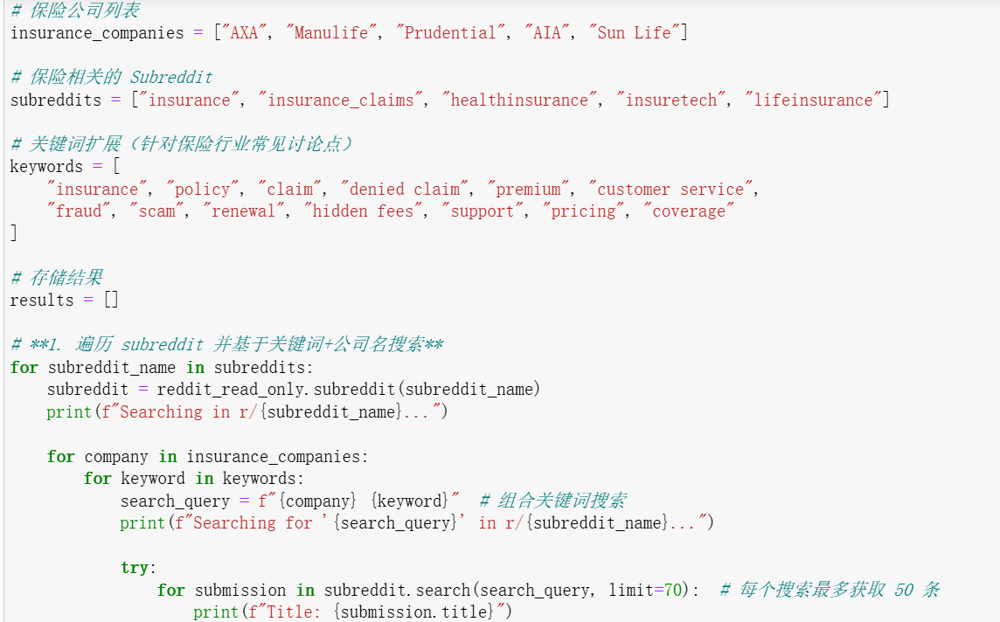 # 保险公司列表
insurance_companies = ["AXA", "Manulife", "Prudential", "AIA", "Sun Life"]
# 保险相关的 Subreddit
subreddits = ["insurance", "insurance_claims", "healthinsurance", "insuretech", "lifeinsurance"]
# 关键词扩展（针对保险行业常见讨论点）
keywords = [
    "insurance", "policy", "claim", "denied claim", "premium", "customer service",
    "fraud", "scam", "renewal", "hidden fees", "support", "pricing", "coverage"
]
# 存储结果
results = []
# **1. 遍历 subreddit 并基于关键词+公司名搜索**
for subreddit_name in subreddits:
    subreddit = reddit_read_only.subreddit(subreddit_name)
    print(f"Searching in r/{subreddit_name}...")
    for company in insurance_companies:
        for keyword in keywords:
            search_query = f"{company} {keyword}"  # 组合关键词搜索
            print(f"Searching for '{search_query}' in r/{subreddit_name}...")
            try:
                for submission in subreddit.search(search_query, limit=70):  # 每个搜索最多获取 50 条
                    print(f"Title: {submission.title}")